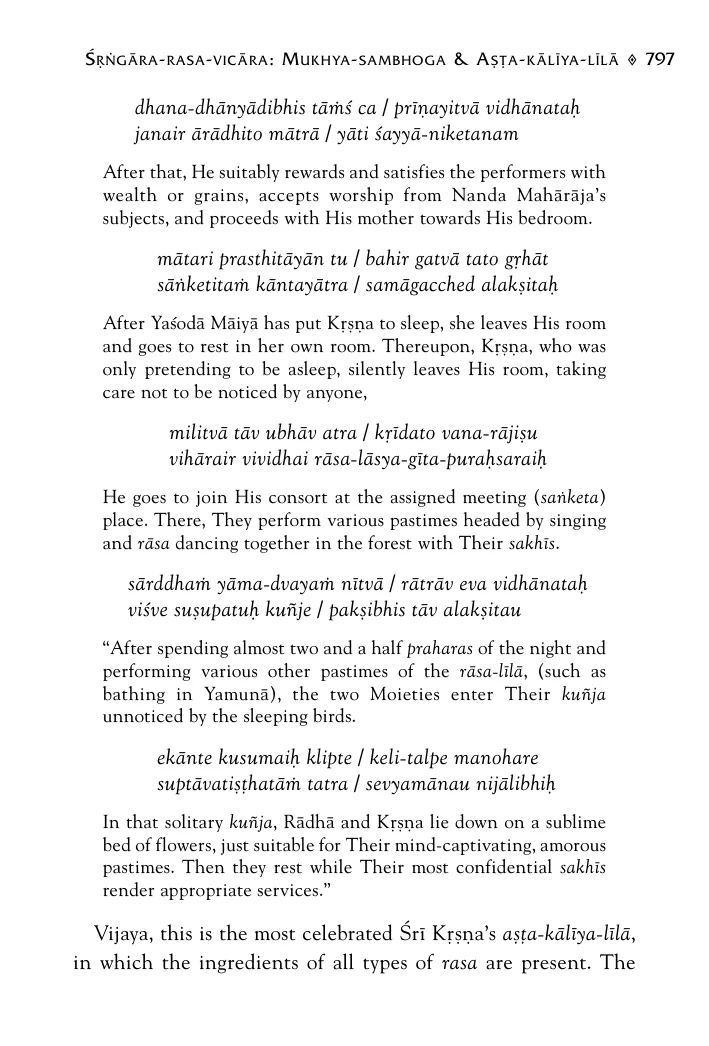 Śṛṅgāra-rasa-vicāra: Mukhya-sambhoga & Aṣṭa-kālīya-līlā ◊ 797
dhana-dhānyādibhis tāṁś ca / prīṇayitvā vidhānataḥ
janair ārādhito mātrā / yāti śayyā-niketanam
After that, He suitably rewards and satisfies the performers with
wealth or grains, accepts worship from Nanda Mahārāja's
subjects, and proceeds with His mother towards His bedroom.
mātari prasthitāyān tu / bahir gatvā tato gṛhāt
sāṅketitaṁ kāntayātra / samāgacched alakṣitaḥ
After Yaśodā Māiyā has put Kṛṣṇa to sleep, she leaves His room
and goes to rest in her own room. Thereupon, Kṛṣṇa, who was
only pretending to be asleep, silently leaves His room, taking
care not to be noticed by anyone,
militvā tāv ubhāv atra / kṛīdato vana-rājiṣu
vihārair vividhai rāsa-lāsya-gīta-puraḥsaraiḥ
He goes to join His consort at the assigned meeting (saṅketa)
place. There, They perform various pastimes headed by singing
and rāsa dancing together in the forest with Their sakhīs.
sārddhaṁ yāma-dvayaṁ nītvā / rātrāv eva vidhānataḥ
viśve suṣupatuḥ kuñje / pakṣibhis tāv alakṣitau
“After spending almost two and a half praharas of the night and
performing various other pastimes of the rāsa-līlā, (such as
bathing in Yamunā), the two Moieties enter Their kuñja
unnoticed by the sleeping birds.
ekānte kusumaiḥ klipte / keli-talpe manohare
suptāvatiṣṭhatāṁ tatra / sevyamānau nijālibhiḥ
In that solitary kuñja, Rādhā and Kṛṣṇa lie down on a sublime
bed of flowers, just suitable for Their mind-captivating, amorous
pastimes. Then they rest while Their most confidential sakhīs
render appropriate services.”
Vijaya, this is the most celebrated Śrī Kṛṣṇa's aṣṭa-kālīya-līlā,
in which the ingredients of all types of rasa are present. The